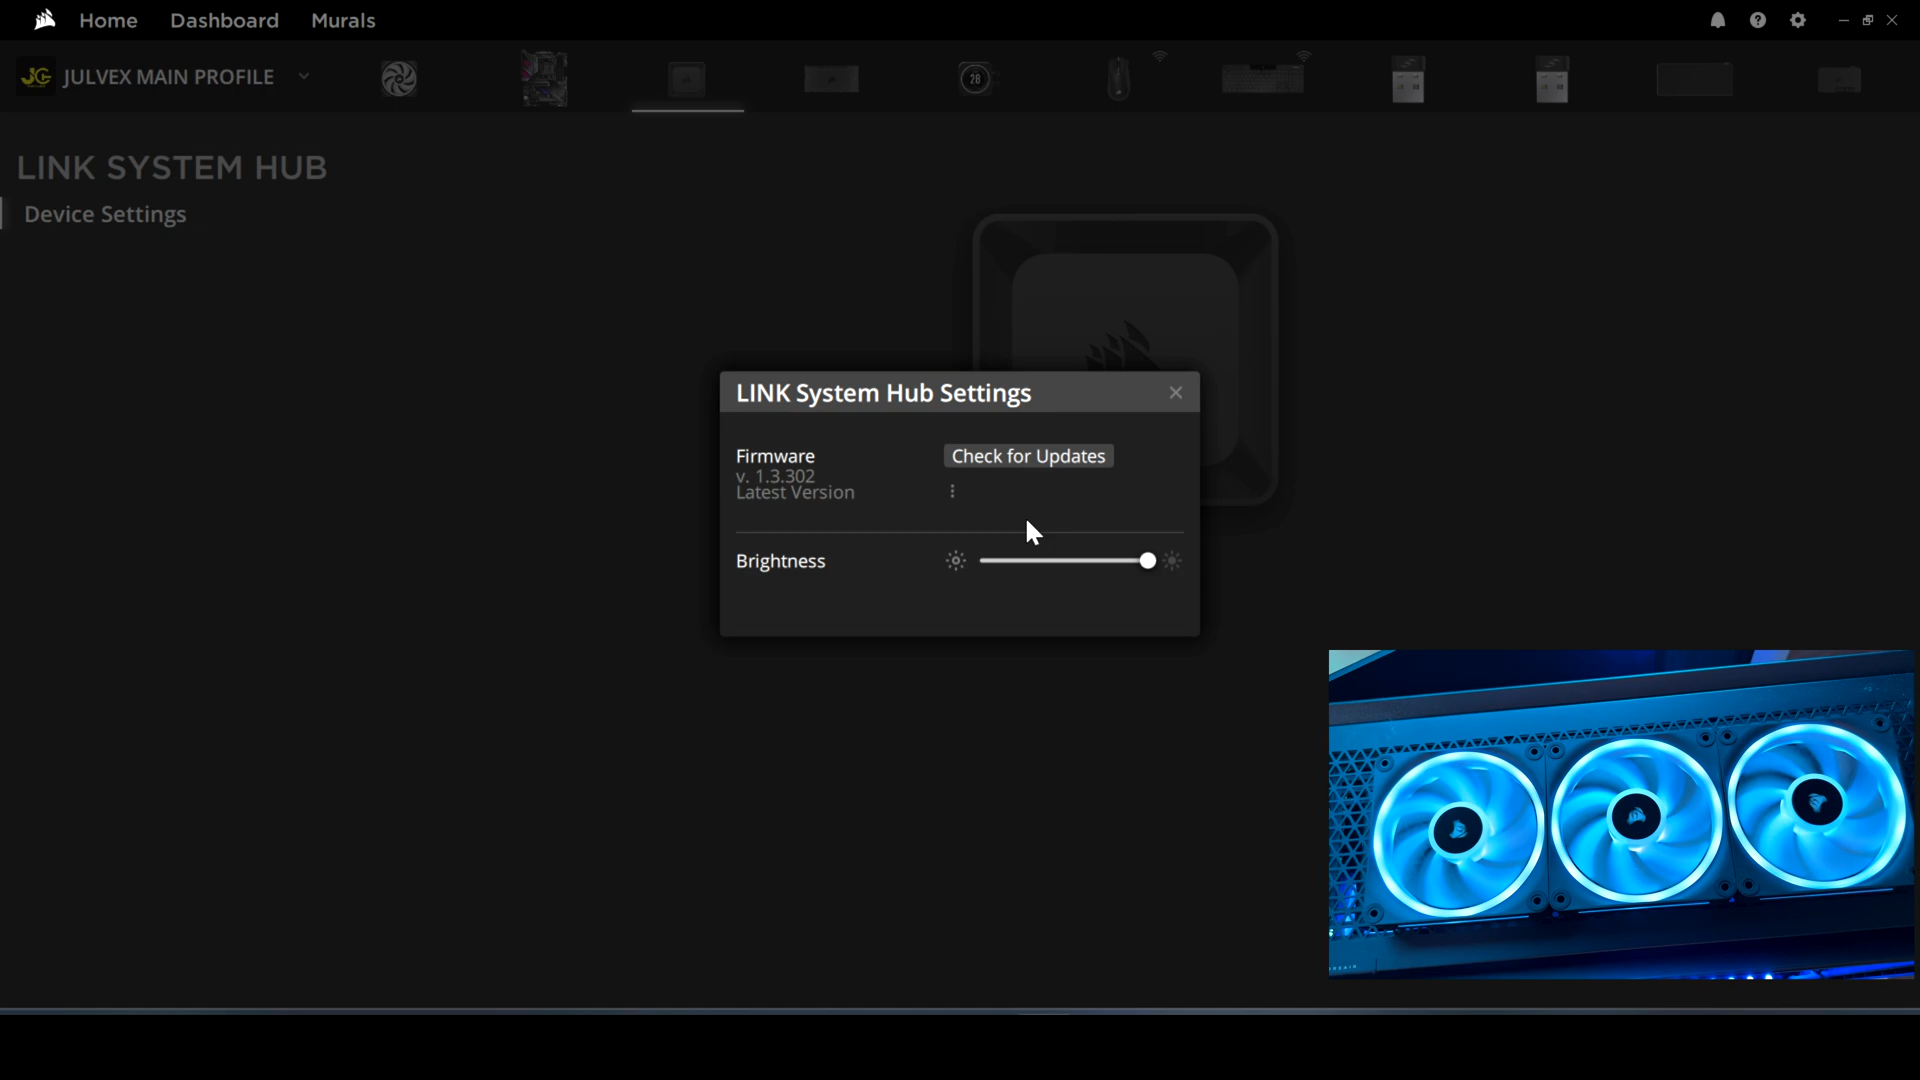 Home Dashboard Murals
JG JULVEX MAIN PROFILE
28
LINK SYSTEM HUB
Device Settings
LINK System Hub Settings
Firmware Check for Updates
v. 1.3.302
Latest Version
Brightness